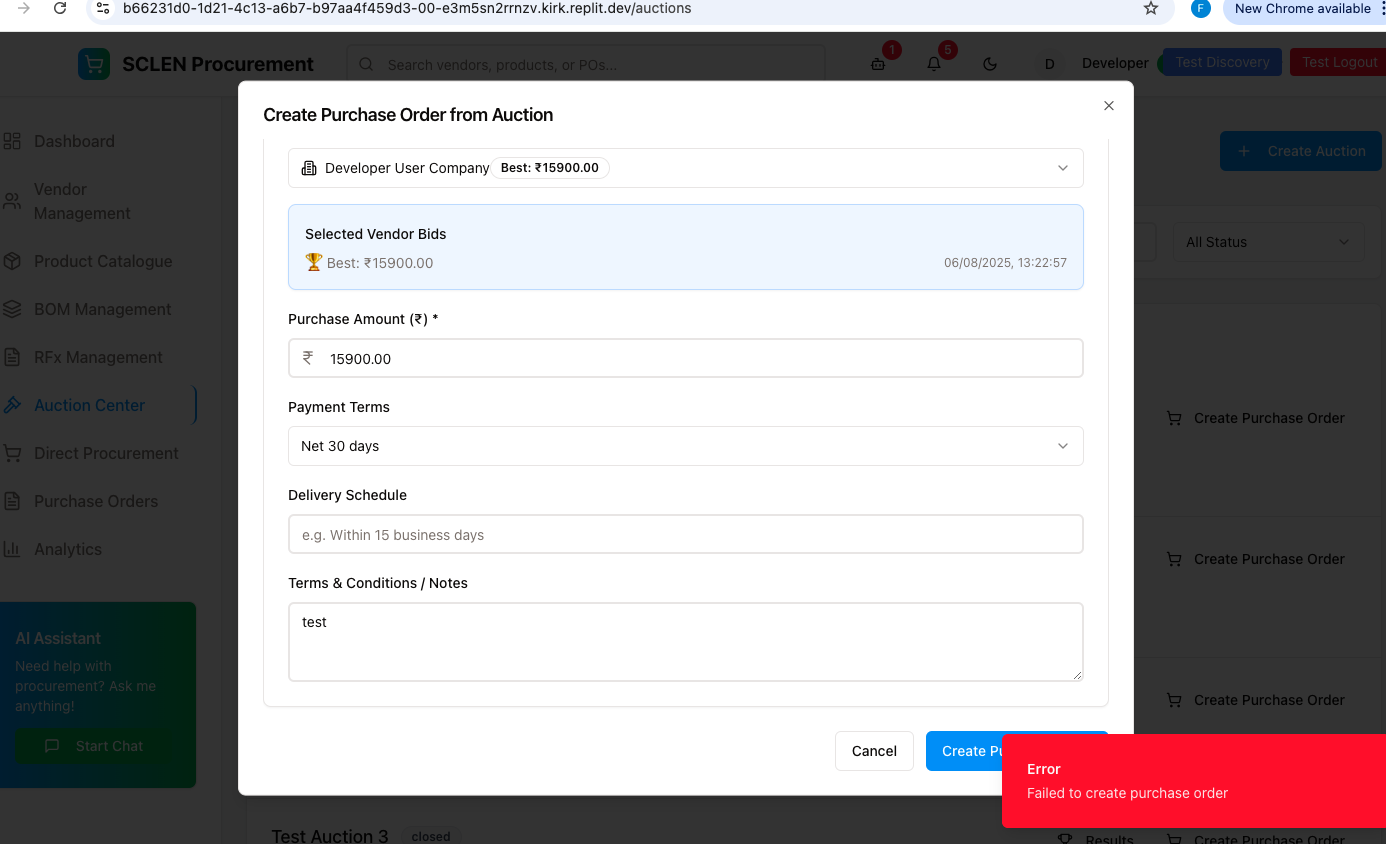 b66231d0-1d21-4c13-a6b7-b97aa4f459d3-00-e3m5sn2rrnzv.kirk.replit.dev/auctions
F
New Chrome available
SCLEN Procurement
Search vendors, products, or POs...
1
5
D
Developer
Test Discovery
Test Logout
Create Purchase Order from Auction
Dashboard
Vendor
Management
Product Catalogue
BOM Management
RFx Management
Auction Center
Direct Procurement
Purchase Orders
Analytics
AI Assistant
Need help with
procurement? Ask me
anything!
Start Chat
Developer User Company Best: ₹15900.00
Selected Vendor Bids
Best: ₹15900.00
06/08/2025, 13:22:57
Purchase Amount (₹) *
₹ 15900.00
Payment Terms
Net 30 days
Delivery Schedule
e.g. Within 15 business days
Terms & Conditions / Notes
test
Cancel
Create Pu
Create Auction
All Status
Create Purchase Order
Create Purchase Order
Create Purchase Order
Error
Failed to create purchase order
Test Auction 3
closed
Results
Create Purchase Order